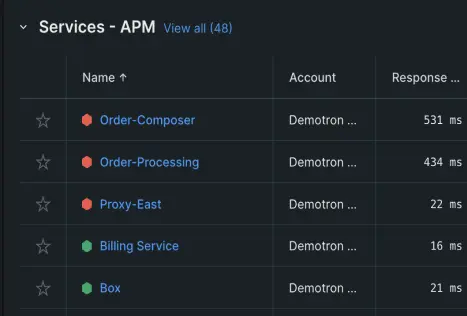 Services - APM View all (48)
Name ↑ Account Response ...
Order-Composer Demotron ... 531 ms
Order-Processing Demotron ... 434 ms
Proxy-East Demotron ... 22 ms
Billing Service Demotron ... 16 ms
Box Demotron ... 21 ms